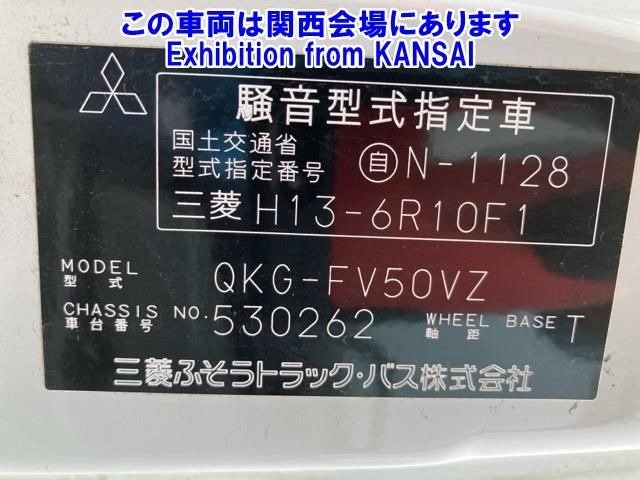 この車両は関西会場にあります
Exhibition from KANSAI
騒音型式指定車
国土交通省
型式指定番号 自 N-1128
三菱 H13-6R10F1
MODEL
型式 QKG-FV50VZ
CHASSIS NO.
車台番号 530262 WHEEL BASE
軸距 T
三菱ふそうトラック・バス株式会社